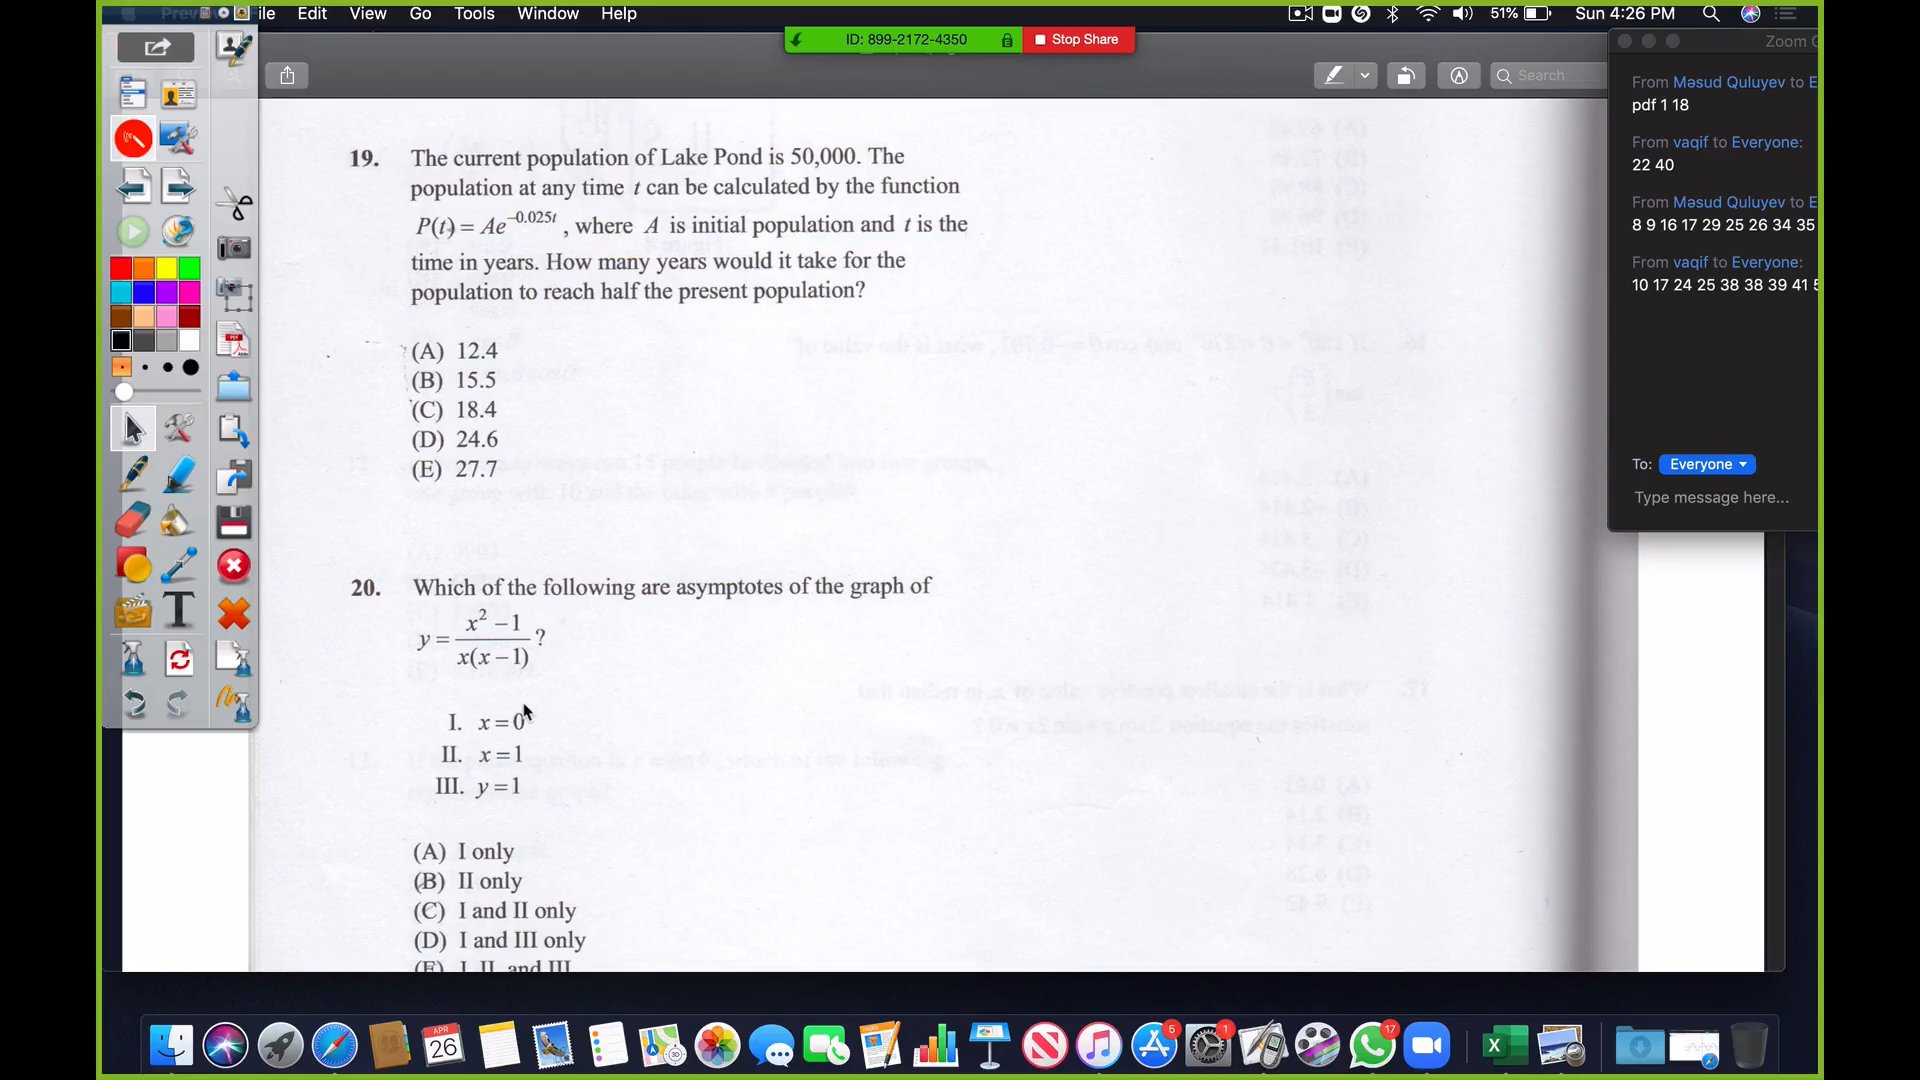 File Edit View Go Tools Window Help
51% Sun 4:26 PM
ID: 899-2172-4350 Stop Share
Search
Zoom
From Məsud Quluyev to E
pdf 1 18
From vaqif to Everyone:
22 40
From Məsud Quluyev to E
8 9 16 17 29 25 26 34 35
From vaqif to Everyone:
10 17 24 25 38 38 39 41 5
To: Everyone
Type message here...
19. The current population of Lake Pond is 50,000. The
population at any time t can be calculated by the function
P(t) = Ae^{-0.025t}, where A is initial population and t is the
time in years. How many years would it take for the
population to reach half the present population?
(A) 12.4
(B) 15.5
(C) 18.4
(D) 24.6
(E) 27.7
20. Which of the following are asymptotes of the graph of
y = \frac{x^2 - 1}{x(x - 1)} ?
I. x = 0
II. x = 1
III. y = 1
(A) I only
(B) II only
(C) I and II only
(D) I and III only
(E) I, II, and III
APR
26
5
1
17